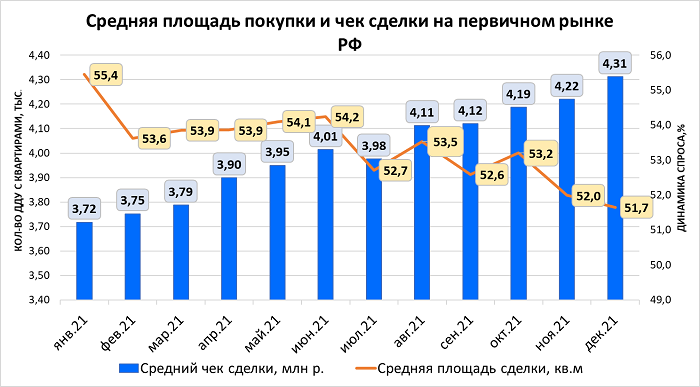 Средняя площадь покупки и чек сделки на первичном рынке
РФ
КОЛ-ВО ДДУ С КВАРТИРАМИ, ТЫС.
4,40
4,30
4,20
4,10
4,00
3,90
3,80
3,70
3,60
3,50
3,40
55,4
53,6
53,9
53,9
54,1
54,2
52,7
53,5
52,6
53,2
52,0
51,7
3,72
3,75
3,79
3,90
3,95
4,01
3,98
4,11
4,12
4,19
4,22
4,31
56,0
55,0
54,0
53,0
52,0
51,0
50,0
49,0
ДИНАМИКА СПРОСА,%
янв.21
фев.21
мар.21
апр.21
май.21
июн.21
июл.21
авг.21
сен.21
окт.21
ноя.21
дек.21
Средний чек сделки, млн р.
Средняя площадь сделки, кв.м